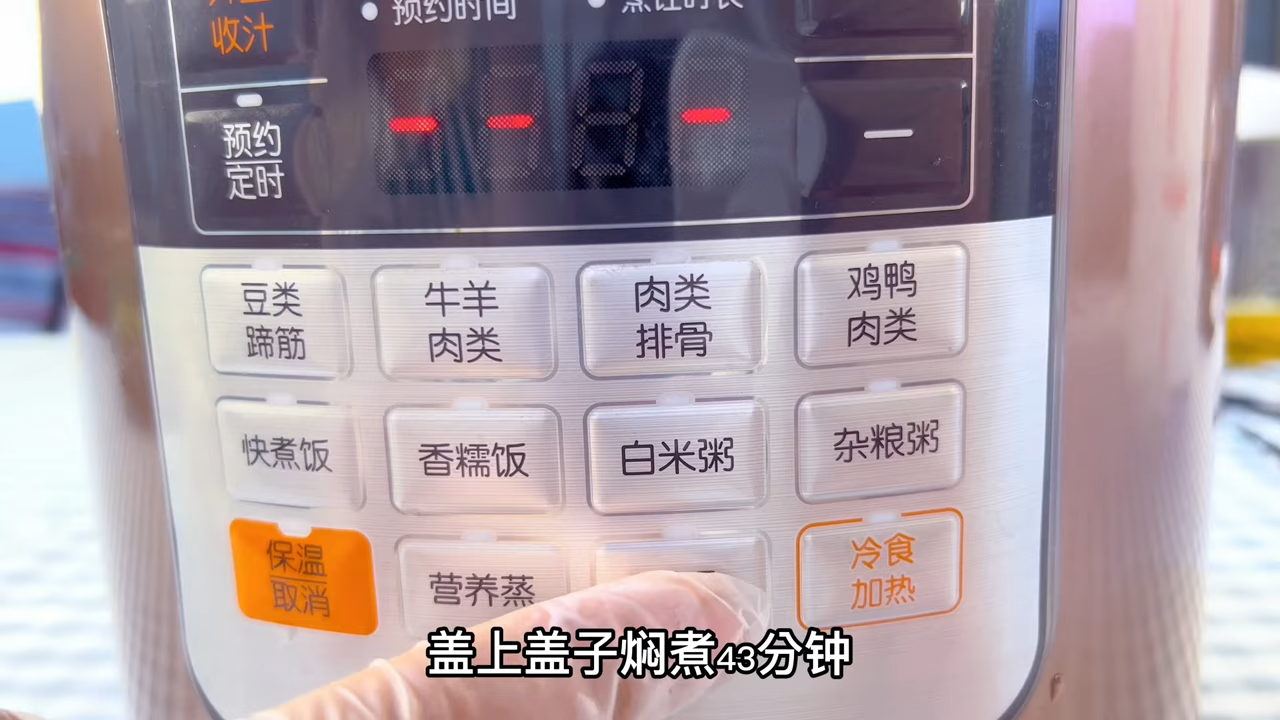 收汁
预约时间
预约
定时
豆类
蹄筋
牛羊
肉类
肉类
排骨
鸡鸭
肉类
快煮饭
香糯饭
白米粥
杂粮粥
保温
取消
营养蒸
冷食
加热
盖上盖子焖煮43分钟